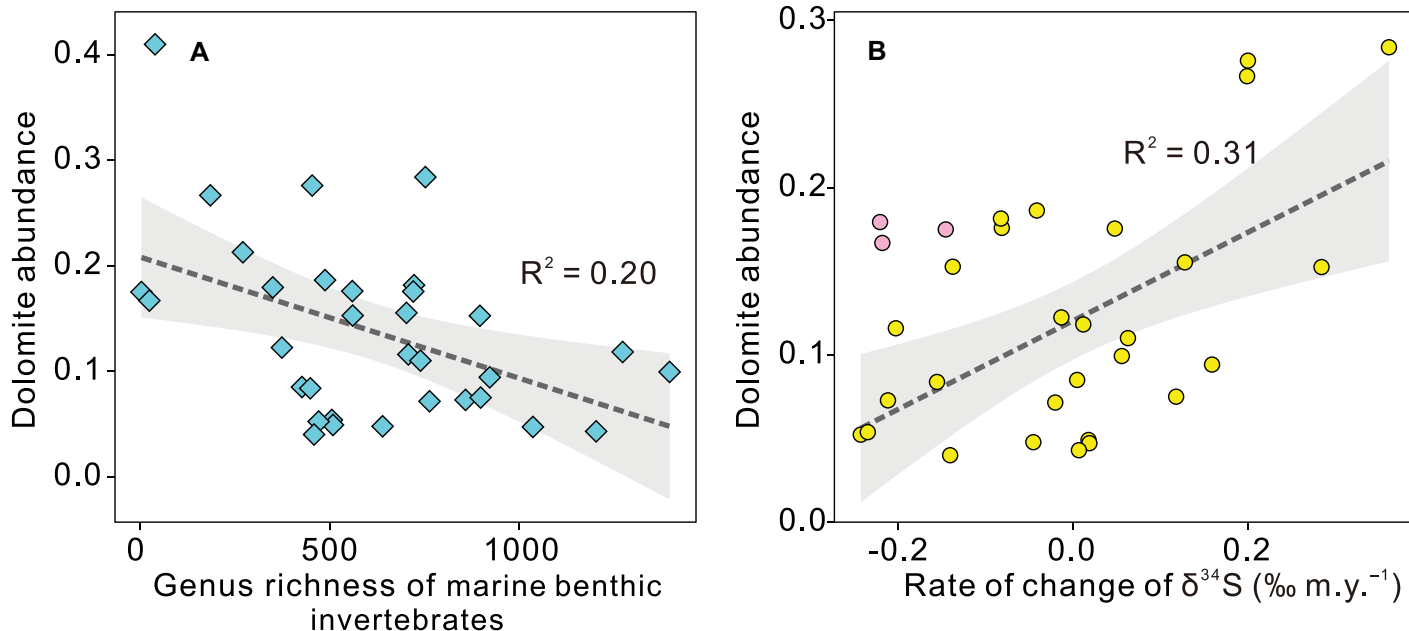 A
Dolomite abundance
0.4
0.3
0.2
0.1
0.0
R² = 0.20
0
500
1000
Genus richness of marine benthic
invertebrates
B
Dolomite abundance
0.3
0.2
0.1
0.0
R² = 0.31
-0.2
0.0
0.2
Rate of change of δ³⁴S (‰ m.y.⁻¹)